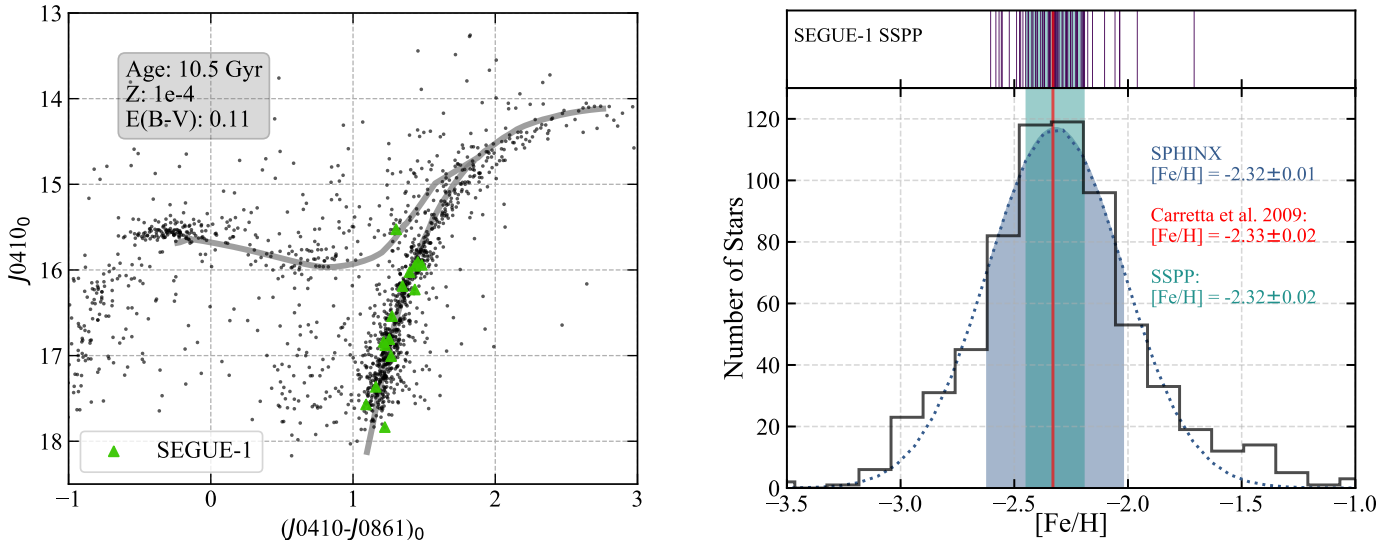 13
14
15
16
17
18
J0410₀
Age: 10.5 Gyr
Z: 1e-4
E(B-V): 0.11
SEGUE-1
−1
0
1
2
3
(J0410-J0861)₀
SEGUE-1 SSPP
120
100
80
60
40
20
0
Number of Stars
SPHINX
[Fe/H] = -2.32±0.01
Carretta et al. 2009:
[Fe/H] = -2.33±0.02
SSPP:
[Fe/H] = -2.32±0.02
−3.5
−3.0
−2.5
−2.0
−1.5
−1.0
[Fe/H]